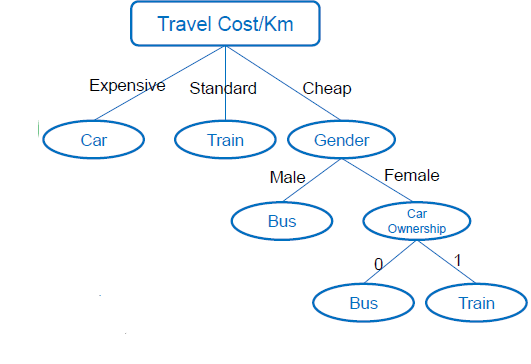 Travel Cost/Km
Expensive
Standard
Cheap
Car
Train
Gender
Male
Female
Bus
Car
Ownership
0
1
Bus
Train